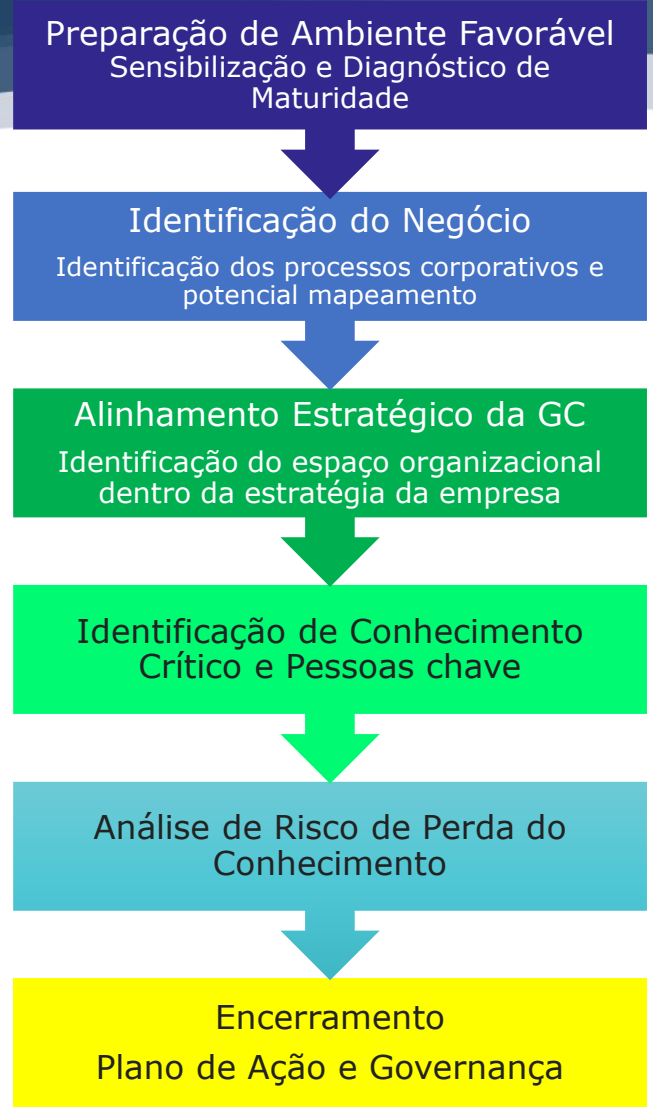 Preparação de Ambiente Favorável
Sensibilização e Diagnóstico de
Maturidade
Identificação do Negócio
Identificação dos processos corporativos e
potencial mapeamento
Alinhamento Estratégico da GC
Identificação do espaço organizacional
dentro da estratégia da empresa
Identificação de Conhecimento
Crítico e Pessoas chave
Análise de Risco de Perda do
Conhecimento
Encerramento
Plano de Ação e Governança